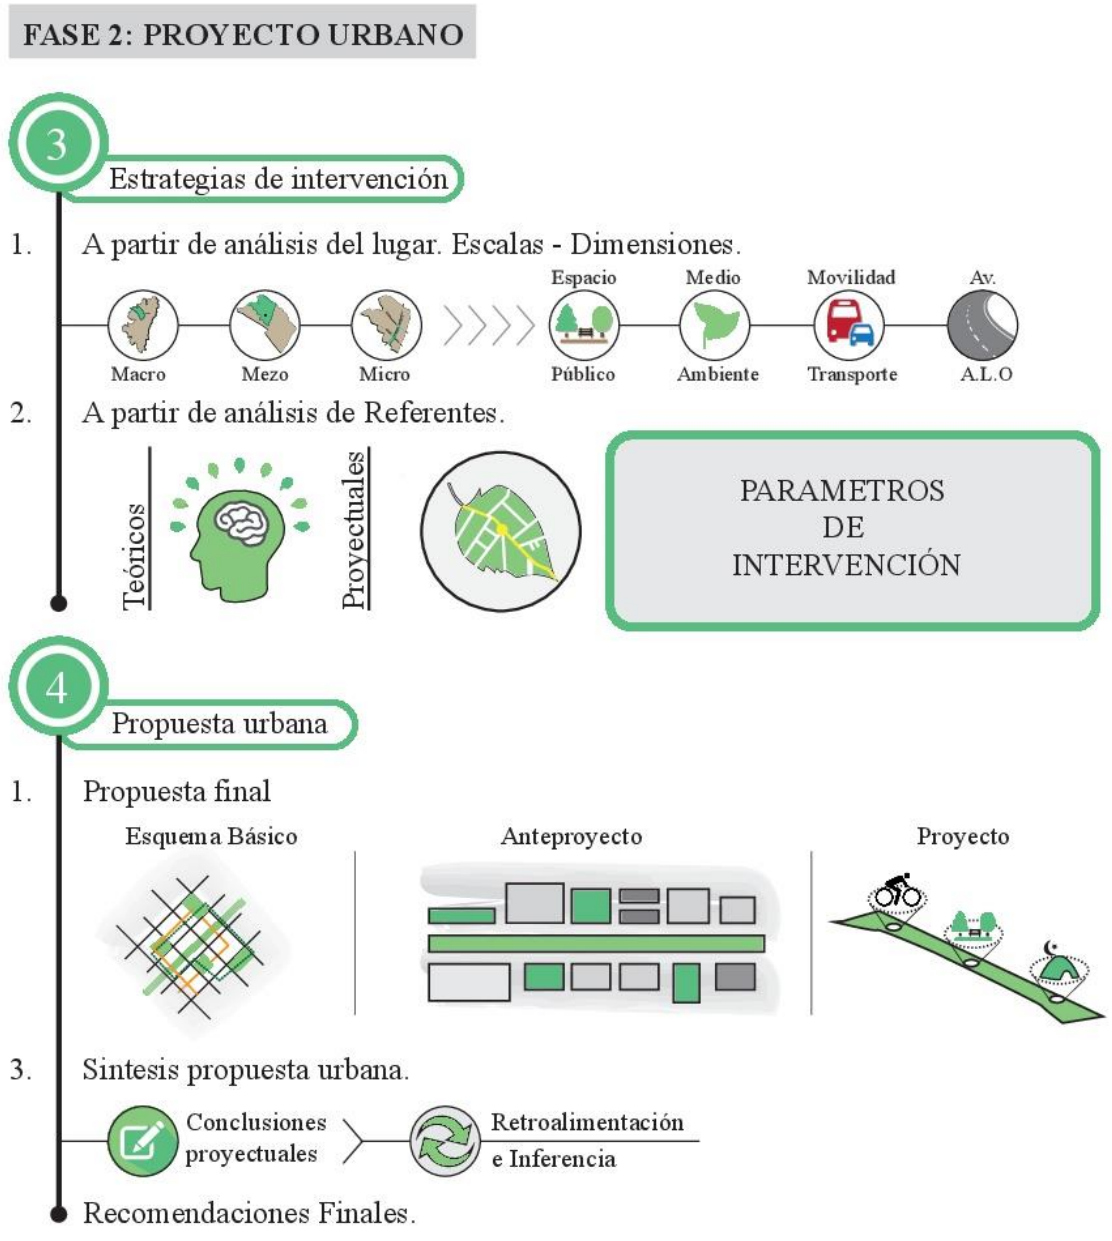 FASE 2: PROYECTO URBANO
3
Estrategias de intervención
1. A partir de análisis del lugar. Escalas - Dimensiones.
Espacio Medio Movilidad Av.
Macro Mezo Micro Público Ambiente Transporte A.L.O
2. A partir de análisis de Referentes.
Teóricos
Proyectuales
PARAMETROS
DE
INTERVENCIÓN
4
Propuesta urbana
1. Propuesta final
Esquema Básico Anteproyecto Proyecto
3. Sintesis propuesta urbana.
Conclusiones
proyectuales
Retroalimentación
e Inferencia
Recomendaciones Finales.